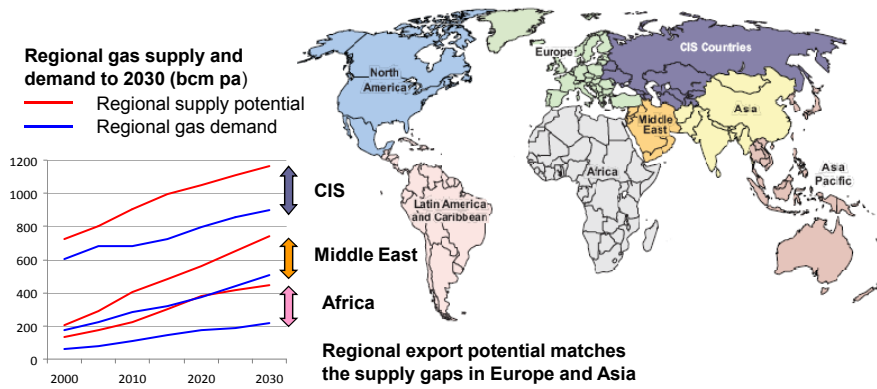 Regional gas supply and
demand to 2030 (bcm pa)
Regional supply potential
Regional gas demand
1200
1000
800
600
400
200
0
2000
2010
2020
2030
CIS
Middle East
Africa
North
America
Europe
CIS Countries
Asia
Middle
East
Africa
Asia
Pacific
Latin America
and Caribbean
Regional export potential matches
the supply gaps in Europe and Asia